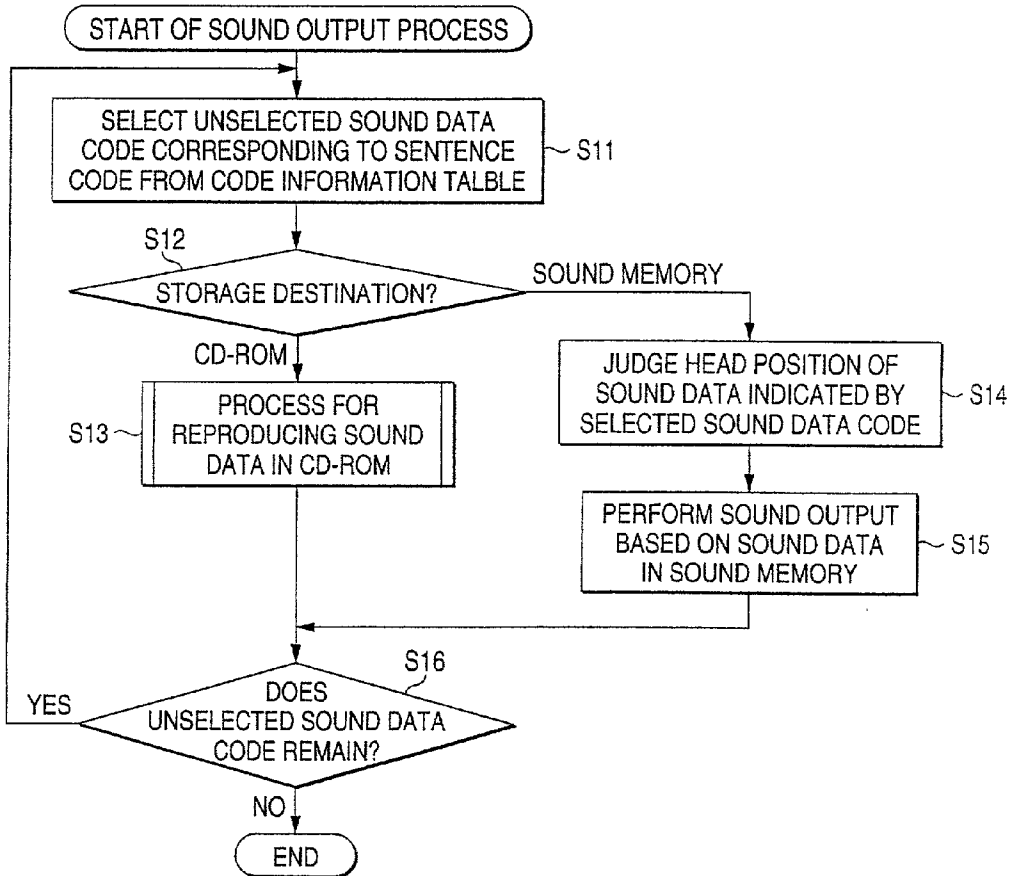 START OF SOUND OUTPUT PROCESS
SELECT UNSELECTED SOUND DATA
CODE CORRESPONDING TO SENTENCE
CODE FROM CODE INFORMATION TALBLE
S11
S12
STORAGE DESTINATION?
SOUND MEMORY
CD-ROM
JUDGE HEAD POSITION OF
SOUND DATA INDICATED BY
SELECTED SOUND DATA CODE
S14
S13
PROCESS FOR
REPRODUCING SOUND
DATA IN CD-ROM
PERFORM SOUND OUTPUT
BASED ON SOUND DATA
IN SOUND MEMORY
S15
S16
DOES
UNSELECTED SOUND DATA
CODE REMAIN?
YES
NO
END